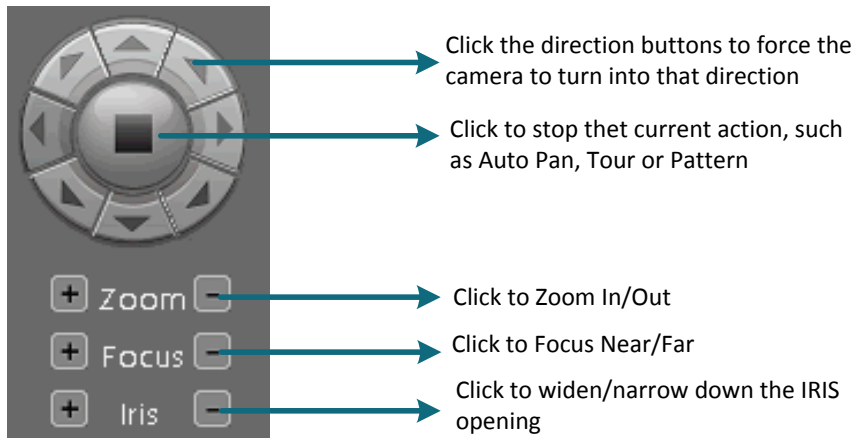 Click the direction buttons to force the
camera to turn into that direction
Click to stop thet current action, such
as Auto Pan, Tour or Pattern
+ Zoom -
Click to Zoom In/Out
+ Focus -
Click to Focus Near/Far
+ Iris -
Click to widen/narrow down the IRIS
opening